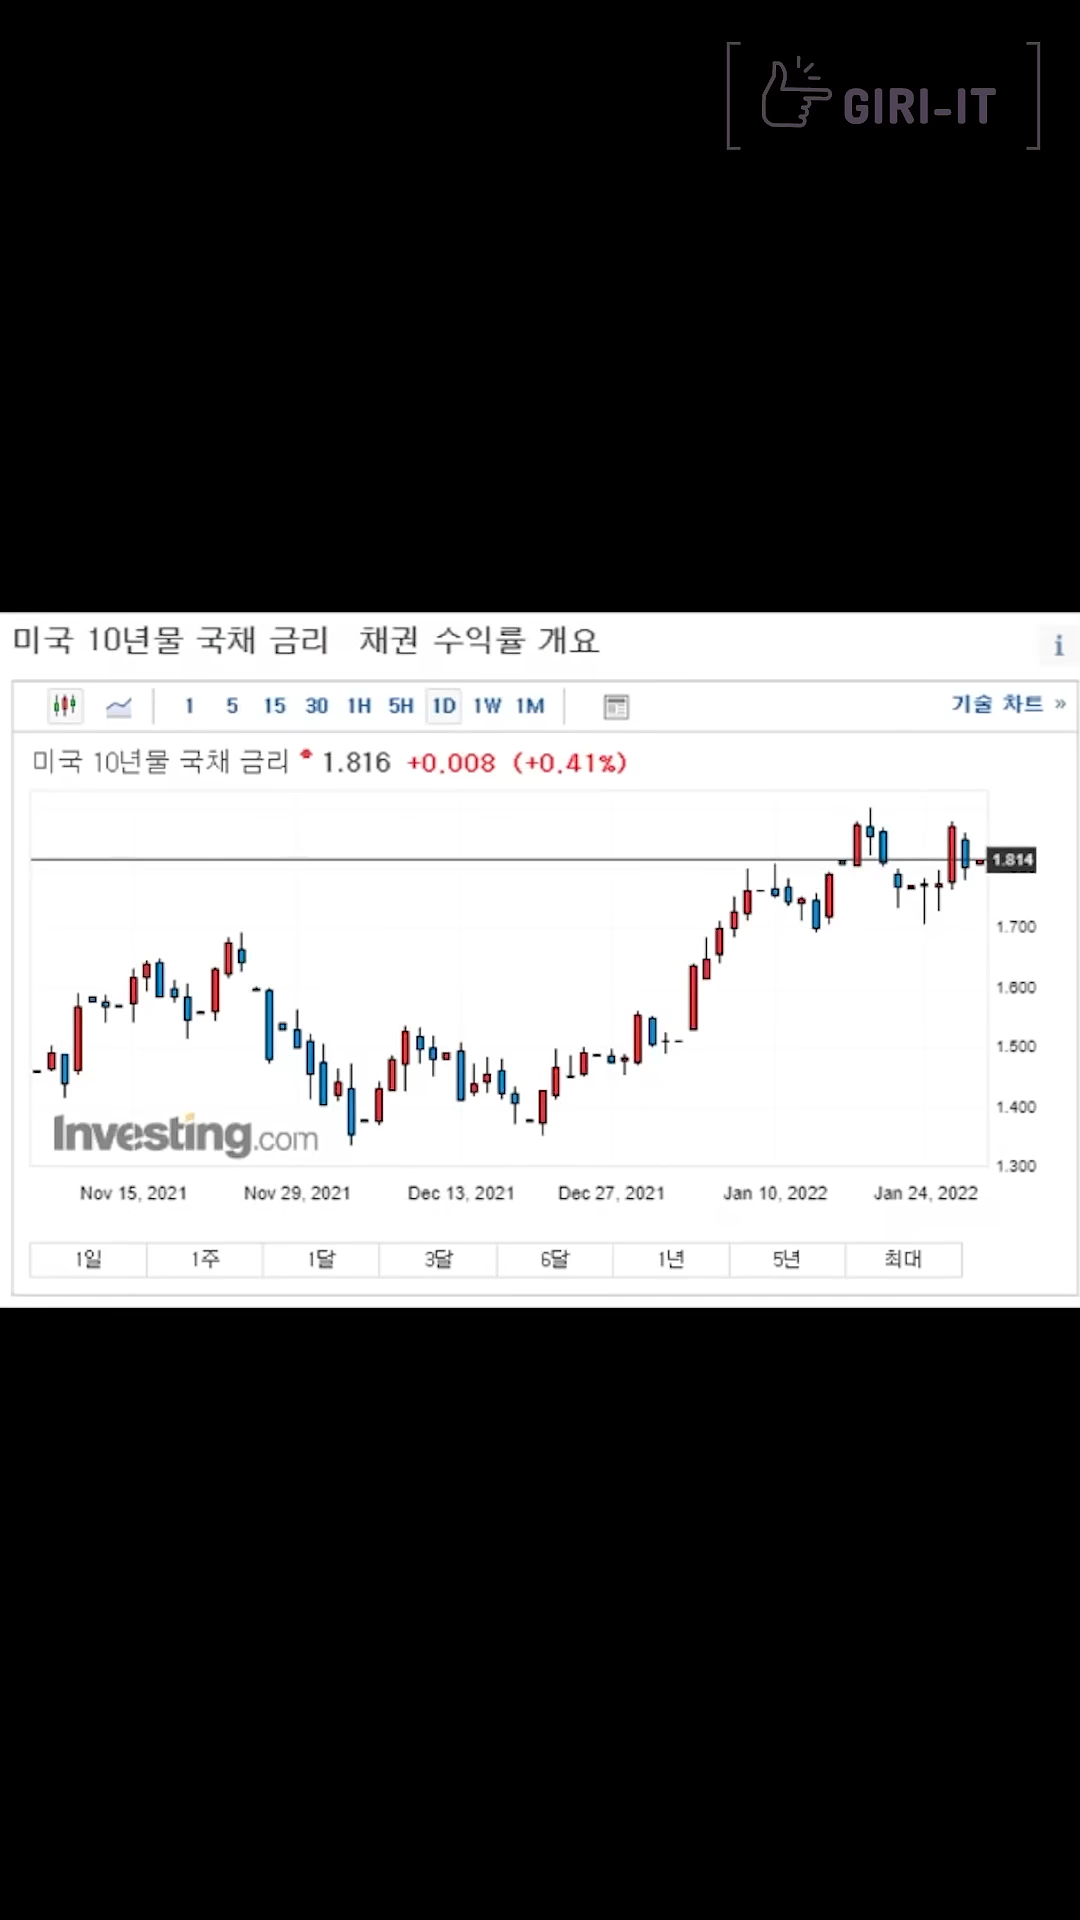 GIRI-IT
미국 10년물 국채 금리 채권 수익률 개요
i
1 5 15 30 1H 5H 1D 1W 1M 기술 차트 »
미국 10년물 국채 금리 1.816 +0.008 (+0.41%)
1.814
1.700
1.600
1.500
1.400
1.300
Investing.com
Nov 15, 2021 Nov 29, 2021 Dec 13, 2021 Dec 27, 2021 Jan 10, 2022 Jan 24, 2022
1일 1주 1달 3달 6달 1년 5년 최대